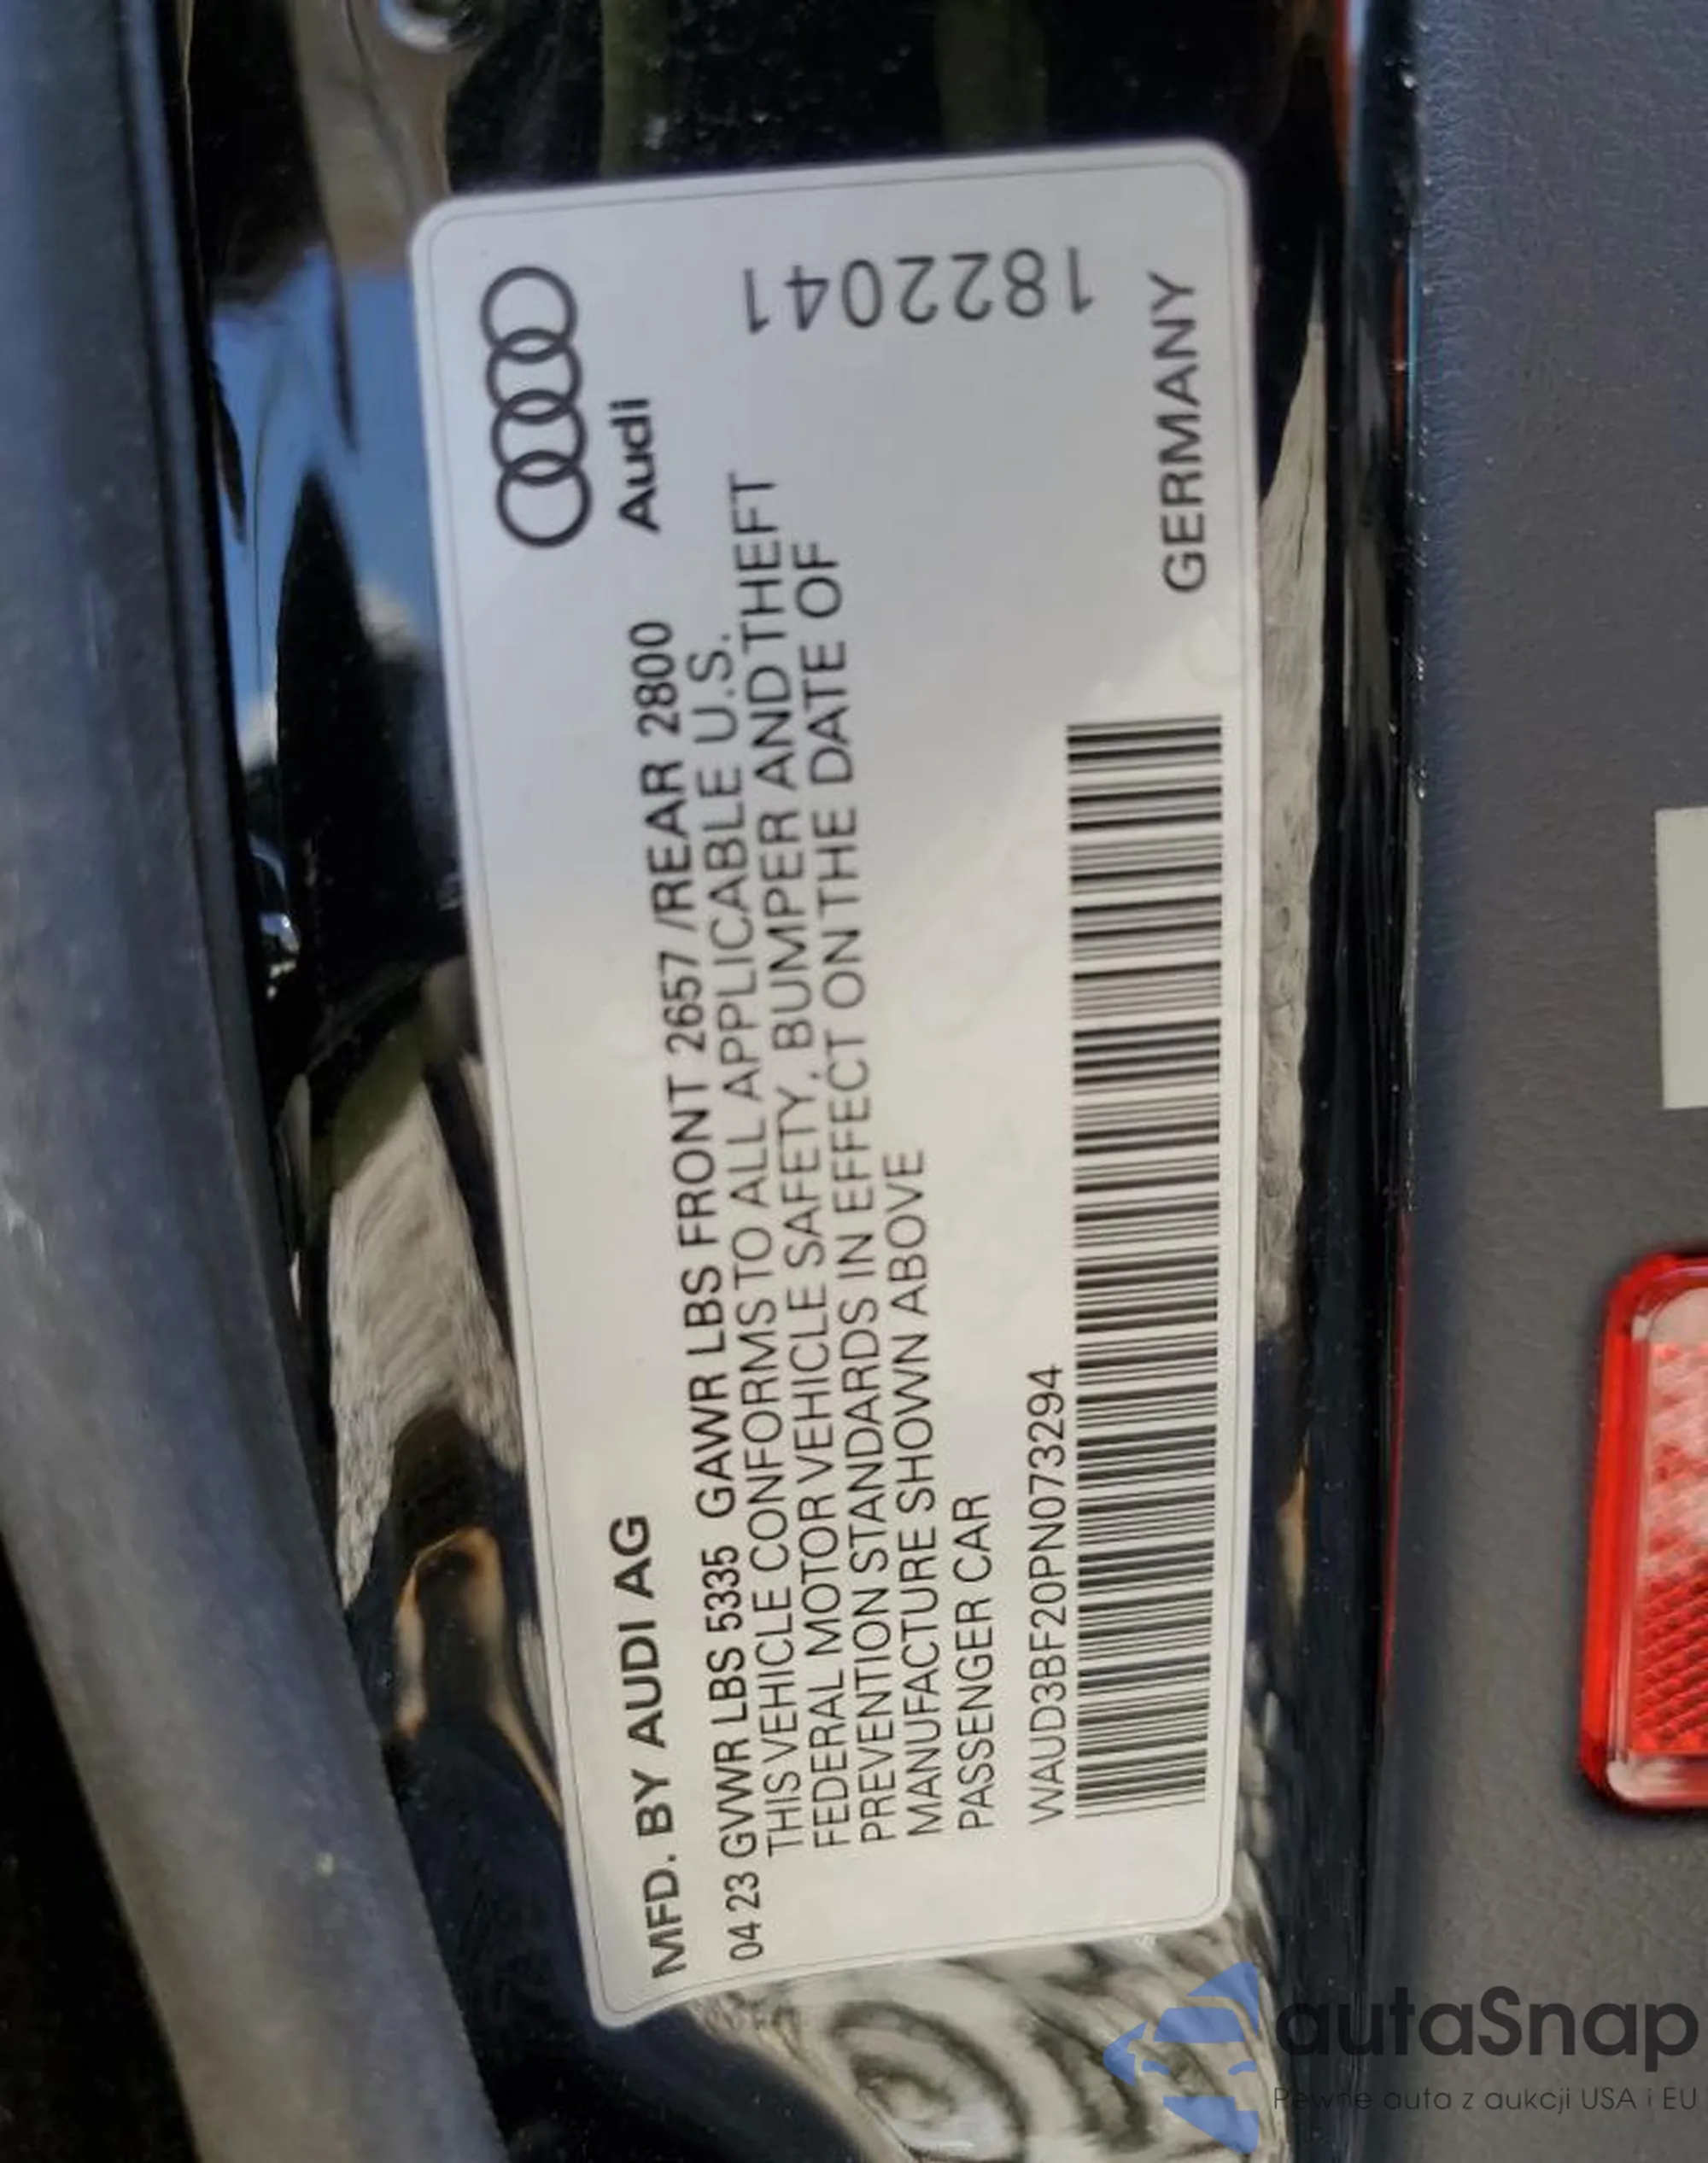 MFD. BY AUDI AG
Audi
04 23 GVWR LBS 5335 GAWR LBS FRONT 2657 /REAR 2800
THIS VEHICLE CONFORMS TO ALL APPLICABLE U.S.
FEDERAL MOTOR VEHICLE SAFETY, BUMPER AND THEFT
PREVENTION STANDARDS IN EFFECT ON THE DATE OF
MANUFACTURE SHOWN ABOVE
PASSENGER CAR
1822041
WAUD3BF20PN073294
GERMANY
autaSnap
Pewne auta z aukcji USA i EU